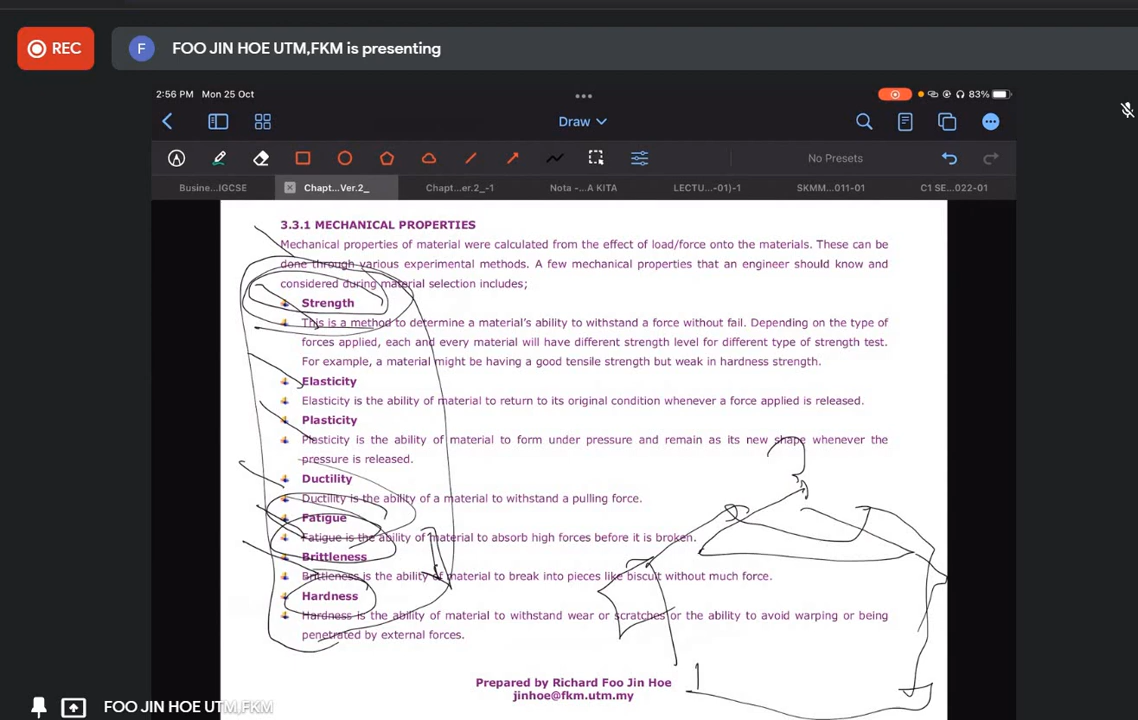 REC
F FOO JIN HOE UTM,FKM is presenting
2:56 PM Mon 25 Oct
83%
Draw
No Presets
Busine...IGCSE
Chapt...Ver.2_
Chapt...er.2_-1
Nota -...A KITA
LECTU...-01)-1
SKMM...011-01
C1 SE...022-01
3.3.1 MECHANICAL PROPERTIES
Mechanical properties of material were calculated from the effect of load/force onto the materials. These can be
done through various experimental methods. A few mechanical properties that an engineer should know and
considered during material selection includes;
Strength
This is a method to determine a material's ability to withstand a force without fail. Depending on the type of
forces applied, each and every material will have different strength level for different type of strength test.
For example, a material might be having a good tensile strength but weak in hardness strength.
Elasticity
Elasticity is the ability of material to return to its original condition whenever a force applied is released.
Plasticity
Plasticity is the ability of material to form under pressure and remain as its new shape whenever the
pressure is released.
Ductility
Ductility is the ability of a material to withstand a pulling force.
Fatigue
Fatigue is the ability of material to absorb high forces before it is broken.
Brittleness
Brittleness is the ability of material to break into pieces like biscuit without much force.
Hardness
Hardness is the ability of material to withstand wear or scratches or the ability to avoid warping or being
penetrated by external forces.
Prepared by Richard Foo Jin Hoe
jinhoe@fkm.utm.my
FOO JIN HOE UTM,FKM